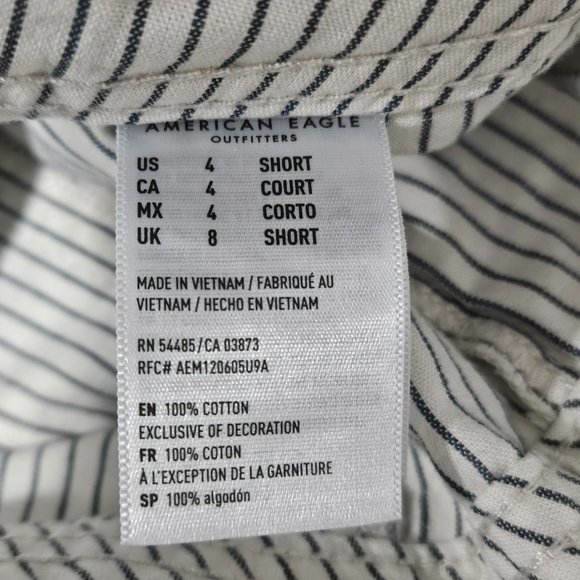 AMERICAN EAGLE
OUTFITTERS
US 4 SHORT
CA 4 COURT
MX 4 CORTO
UK 8 SHORT
MADE IN VIETNAM / FABRIQUÉ AU
VIETNAM / HECHO EN VIETNAM
RN 54485/CA 03873
RFC# AEM120605U9A
EN 100% COTTON
EXCLUSIVE OF DECORATION
FR 100% COTON
À L'EXCEPTION DE LA GARNITURE
SP 100% algodón